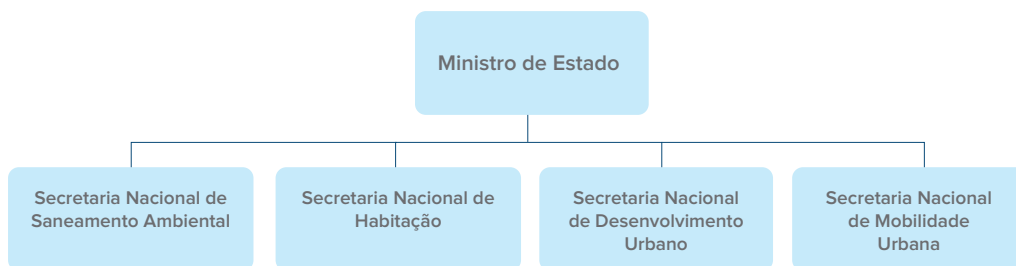 Ministro de Estado
Secretaria Nacional de
Saneamento Ambiental
Secretaria Nacional de
Habitação
Secretaria Nacional
de Desenvolvimento
Urbano
Secretaria Nacional
de Mobilidade
Urbana